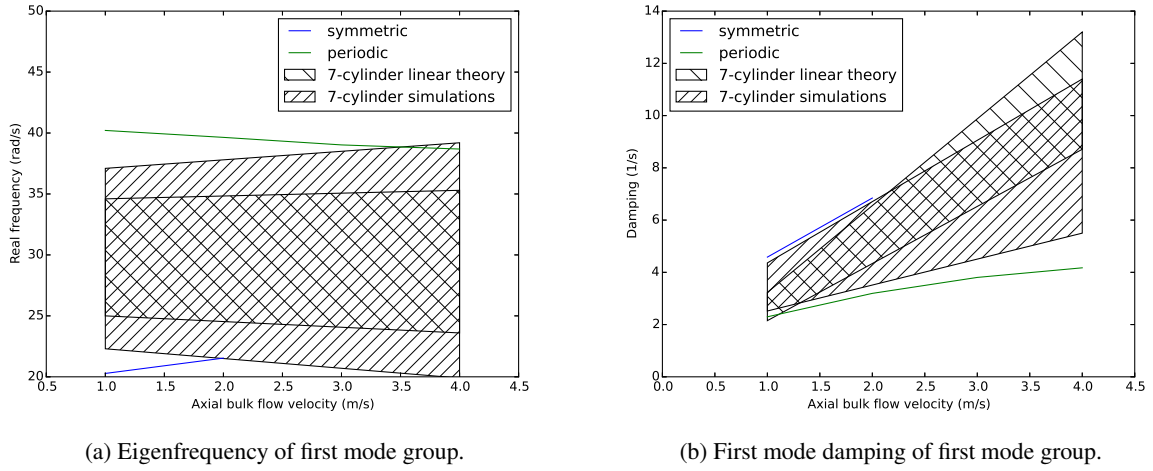 50
45
40
35
30
25
20
Real frequency (rad/s)
symmetric
periodic
7-cylinder linear theory
7-cylinder simulations
0.5 1.0 1.5 2.0 2.5 3.0 3.5 4.0 4.5
Axial bulk flow velocity (m/s)
(a) Eigenfrequency of first mode group.
14
12
10
8
6
4
2
0
Damping (1/s)
symmetric
periodic
7-cylinder linear theory
7-cylinder simulations
0.0 0.5 1.0 1.5 2.0 2.5 3.0 3.5 4.0 4.5
Axial bulk flow velocity (m/s)
(b) First mode damping of first mode group.